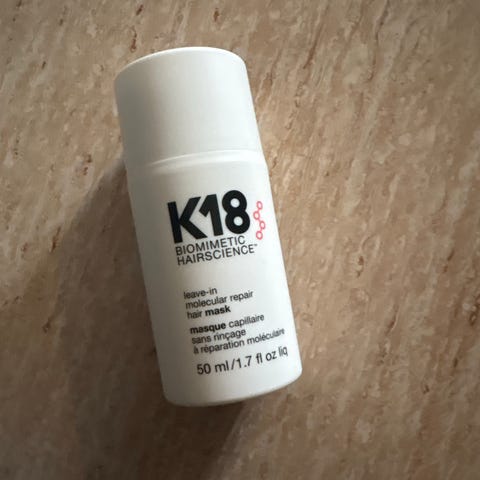 K18
BIOMIMETIC
HAIRSCIENCE™
leave-in
molecular repair
hair mask
masque capillaire
sans rinçage
à réparation moléculaire
50 ml/1.7 fl oz liq